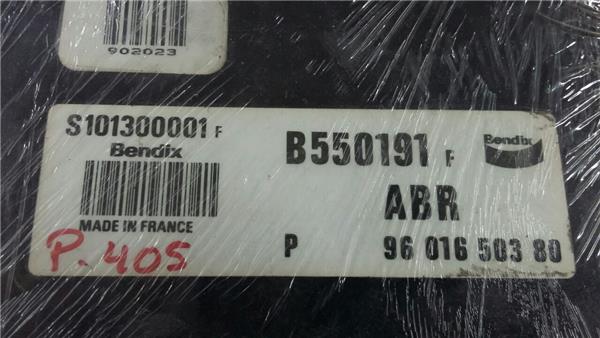 902023
S101300001 F
Bendix
MADE IN FRANCE
P-405
B550191 F
Bendix
ABR
P 96 016 503 80